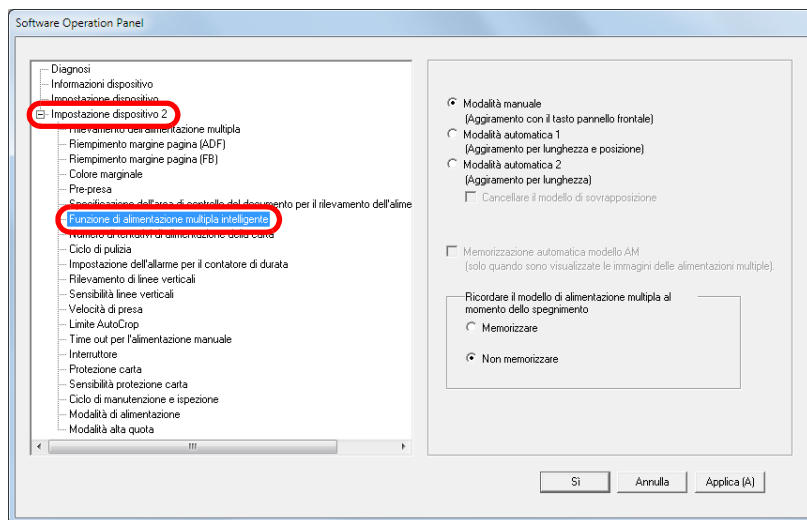 Software Operation Panel
Diagnosi
Informazioni dispositivo
Impostazione dispositivo
Impostazione dispositivo 2
Rilevamento dell'alimentazione multipla
Riempimento margine pagina (ADF)
Riempimento margine pagina (FB)
Colore marginale
Pre-presa
Specificazione dell'area di controllo del documento per il rilevamento dell'alime
Funzione di alimentazione multipla intelligente
Numero di tentativi di alimentazione della carta
Ciclo di pulizia
Impostazione dell'allarme per il contatore di durata
Rilevamento di linee verticali
Sensibilità linee verticali
Velocità di presa
Limite AutoCrop
Time out per l'alimentazione manuale
Interruttore
Protezione carta
Sensibilità protezione carta
Ciclo di manutenzione e ispezione
Modalità di alimentazione
Modalità alta quota
Modalità manuale
(Aggiramento con il tasto pannello frontale)
Modalità automatica 1
(Aggiramento per lunghezza e posizione)
Modalità automatica 2
(Aggiramento per lunghezza)
Cancellare il modello di sovrapposizione
Memorizzazione automatica modello AM
(solo quando sono visualizzate le immagini delle alimentazioni multiple).
Ricordare il modello di alimentazione multipla al
momento dello spegnimento
Memorizzare
Non memorizzare
Sì
Annulla
Applica (A)